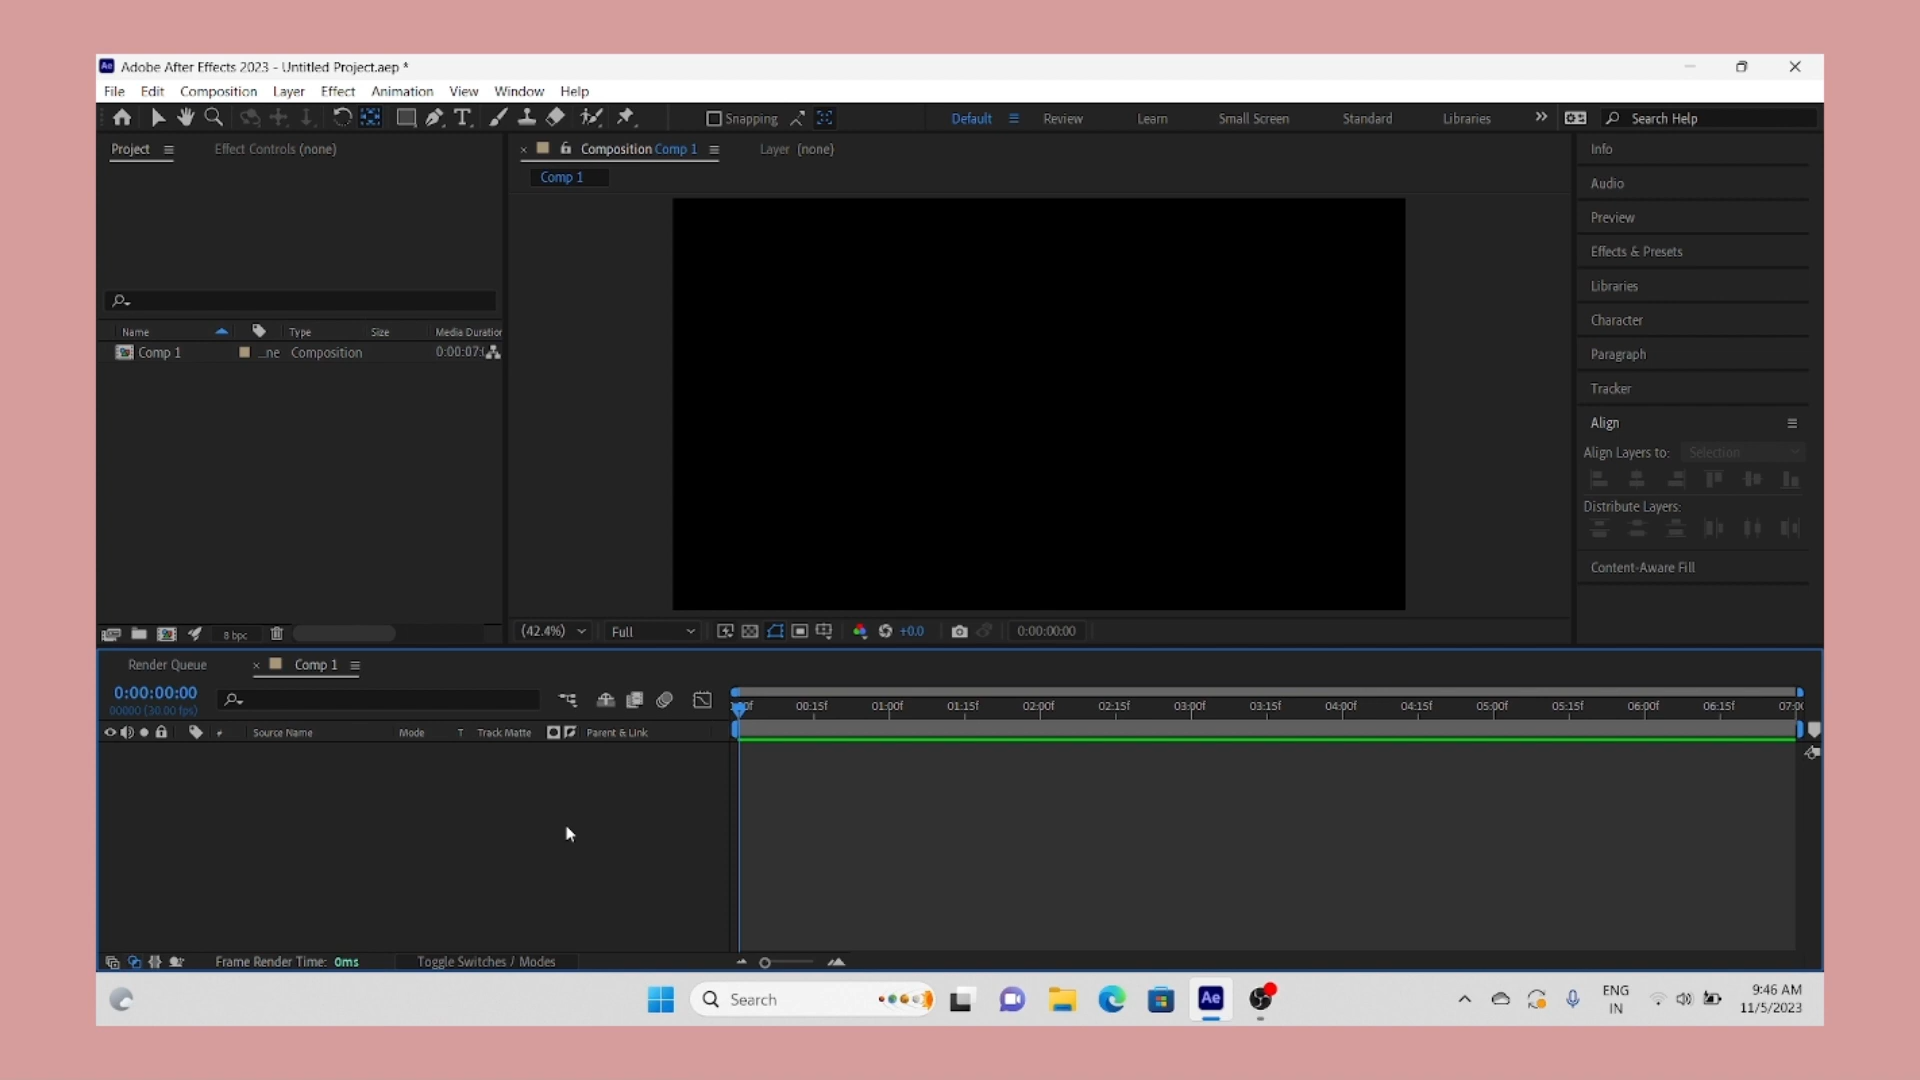 Ae Adobe After Effects 2023 - Untitled Project.aep *
File Edit Composition Layer Effect Animation View Window Help
T Snapping Default Review Learn Small Screen Standard Libraries Search Help
Project Effect Controls (none)
Composition Comp 1 Layer (none)
Comp 1
Name Type Size Media Duration
Comp 1 ...ne Composition 0:00:07:
8 bpc
(42.4%) Full +0.0 0:00:00:00
Info
Audio
Preview
Effects & Presets
Libraries
Character
Paragraph
Tracker
Align
Align Layers to: Selection
Distribute Layers:
Content-Aware Fill
Render Queue Comp 1
0:00:00:00
00000 (30.00 fps)
00:15f 01:00f 01:15f 02:00f 02:15f 03:00f 03:15f 04:00f 04:15f 05:00f 05:15f 06:00f 06:15f
# Source Name Mode T Track Matte Parent & Link
Frame Render Time: 0ms Toggle Switches / Modes
Search Ae ENG
IN
9:46 AM
11/5/2023